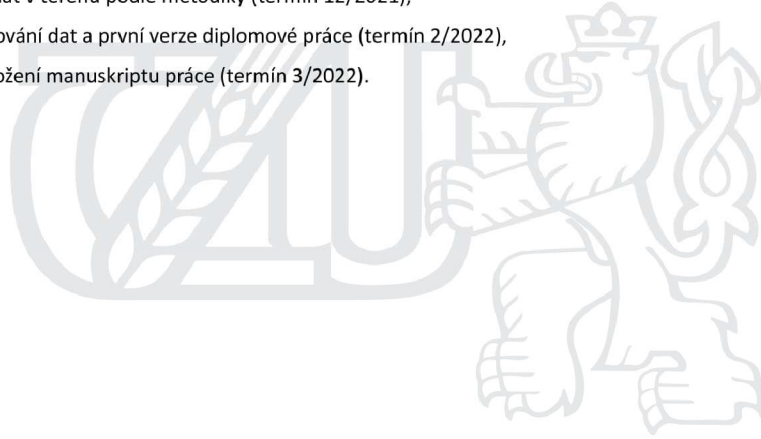 v terénu podle metodiky (termín 12/2021),
ování dat a první verze diplomové práce (termín 2/2022),
ožení manuskriptu práce (termín 3/2022).
ČZU